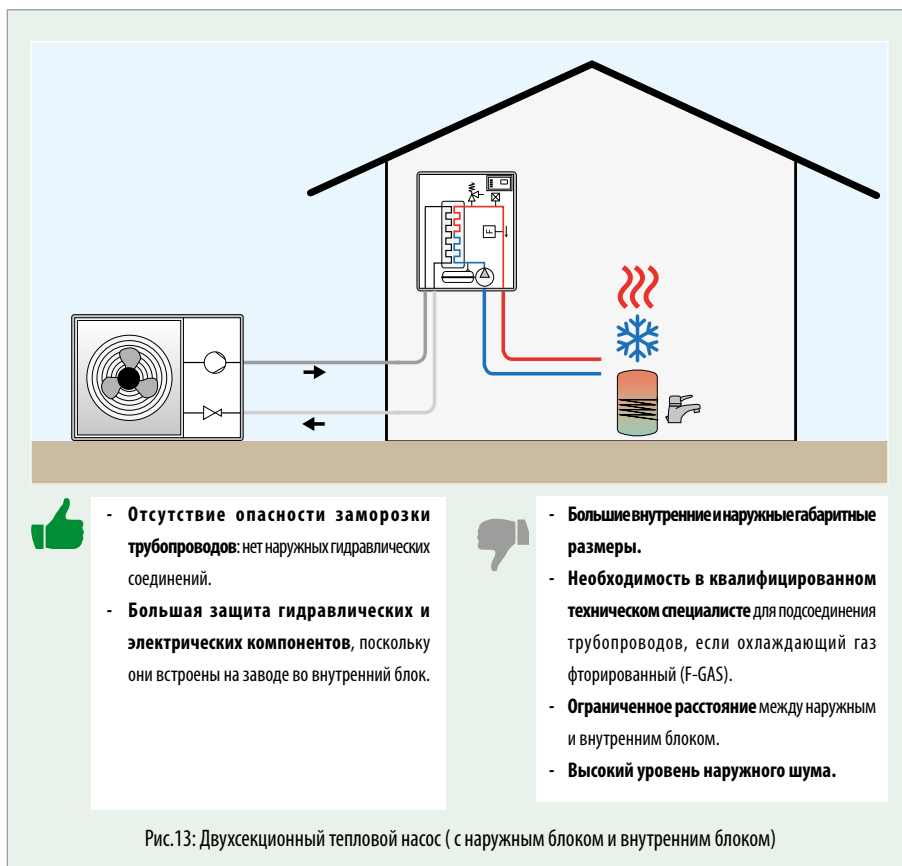 F
- Отсутствие опасности заморозки
трубопроводов: нет наружных гидравлических
соединений.
- Большая защита гидравлических и
электрических компонентов, поскольку
они встроены на заводе во внутренний блок.
- Большие внутренние и наружные габаритные
размеры.
- Необходимость в квалифицированном
техническом специалисте для подсоединения
трубопроводов, если охлаждающий газ
фторированный (F-GAS).
- Ограниченное расстояние между наружным
и внутренним блоком.
- Высокий уровень наружного шума.
Рис.13: Двухсекционный тепловой насос ( с наружным блоком и внутренним блоком)